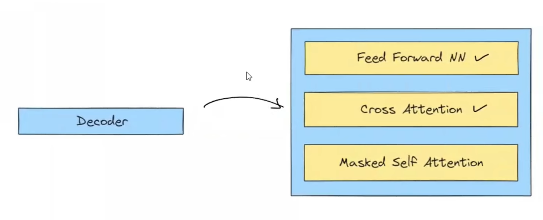 Decoder
Feed Forward NN ✓
Cross Attention ✓
Masked Self Attention